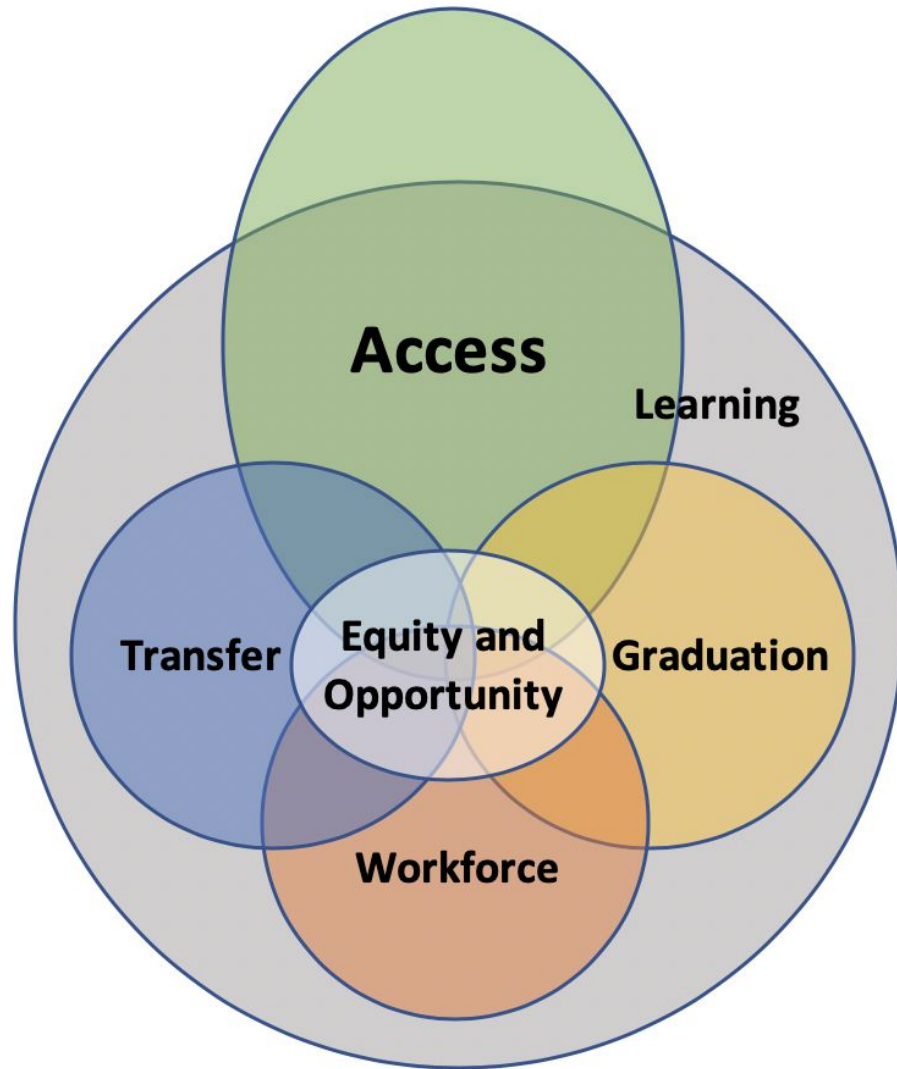 Access
Learning
Transfer
Equity and
Opportunity
Graduation
Workforce